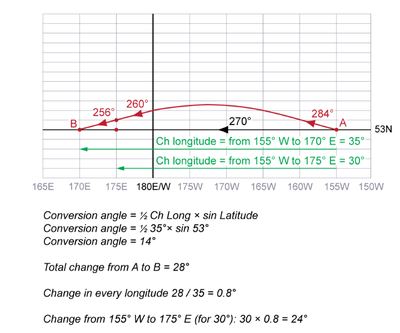 260°
256°
284°
B
270°
A
53N
Ch longitude = from 155° W to 170° E = 35°
Ch longitude = from 155° W to 175° E = 30°
165E 170E 175E 180E/W 170W 165W 160W 155W 150W
Conversion angle = ½ Ch Long × sin Latitude
Conversion angle = ½ 35°× sin 53°
Conversion angle = 14°
Total change from A to B = 28°
Change in every longitude 28 / 35 = 0.8°
Change from 155° W to 175° E (for 30°): 30 × 0.8 = 24°